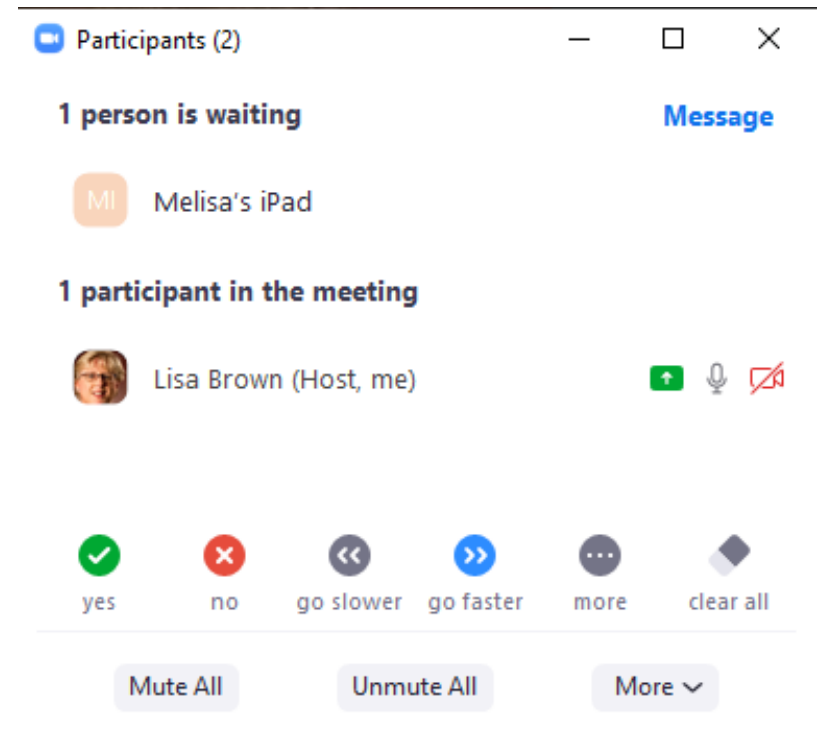 Participants (2)
1 person is waiting Message
MI Melisa's iPad
1 participant in the meeting
Lisa Brown (Host, me)
yes no go slower go faster more clear all
Mute All Unmute All More